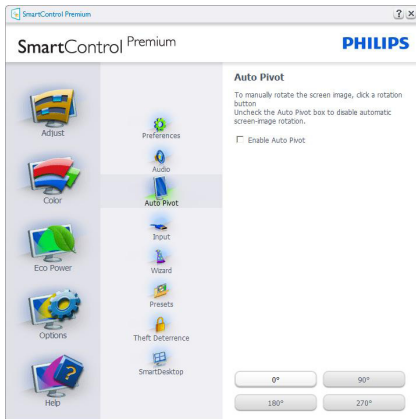 SmartControl Premium
SmartControl Premium
PHILIPS
Adjust
Color
Eco Power
Options
Help
Preferences
Audio
Auto Pivot
Input
Wizard
Presets
Theft Deterrence
SmartDesktop
Auto Pivot
To manually rotate the screen image, click a rotation
button
Uncheck the Auto Pivot box to disable automatic
screen-image rotation.
Enable Auto Pivot
0°
90°
180°
270°